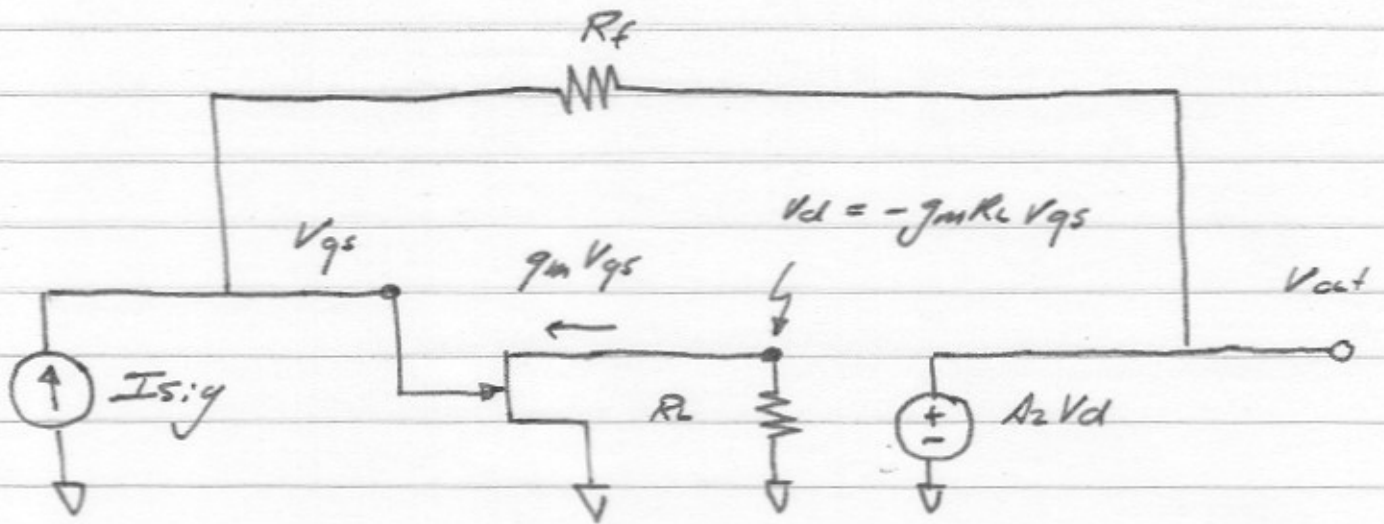 Rf
Vd = -gmRL Vgs
Vgs
gm Vgs
Vout
Isig
RL
+
-
A2 Vd